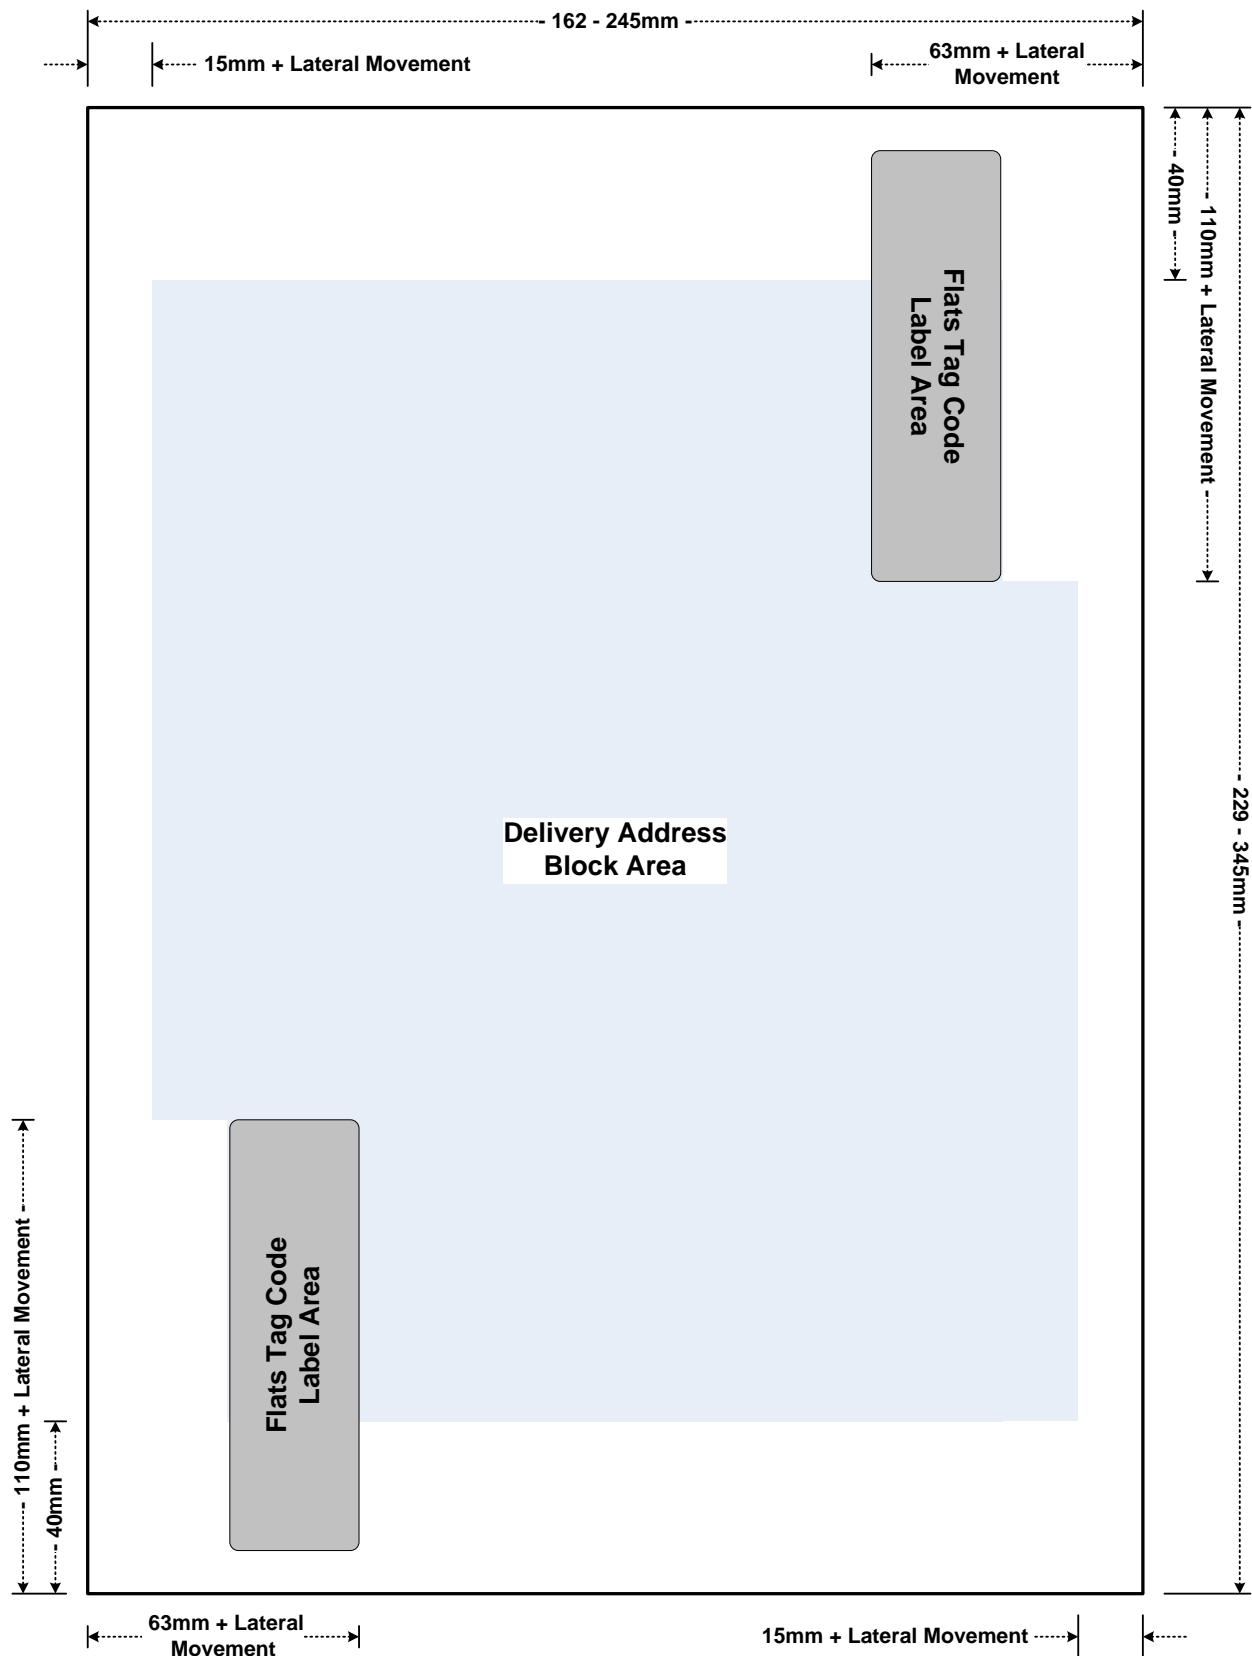 - 162 - 245mm -
15mm + Lateral Movement
63mm + Lateral
Movement
- 40mm -
- 110mm + Lateral Movement -
Flats Tag Code
Label Area
- 229 - 345mm -
Delivery Address
Block Area
- 110mm + Lateral Movement -
- 40mm -
Flats Tag Code
Label Area
63mm + Lateral
Movement
15mm + Lateral Movement